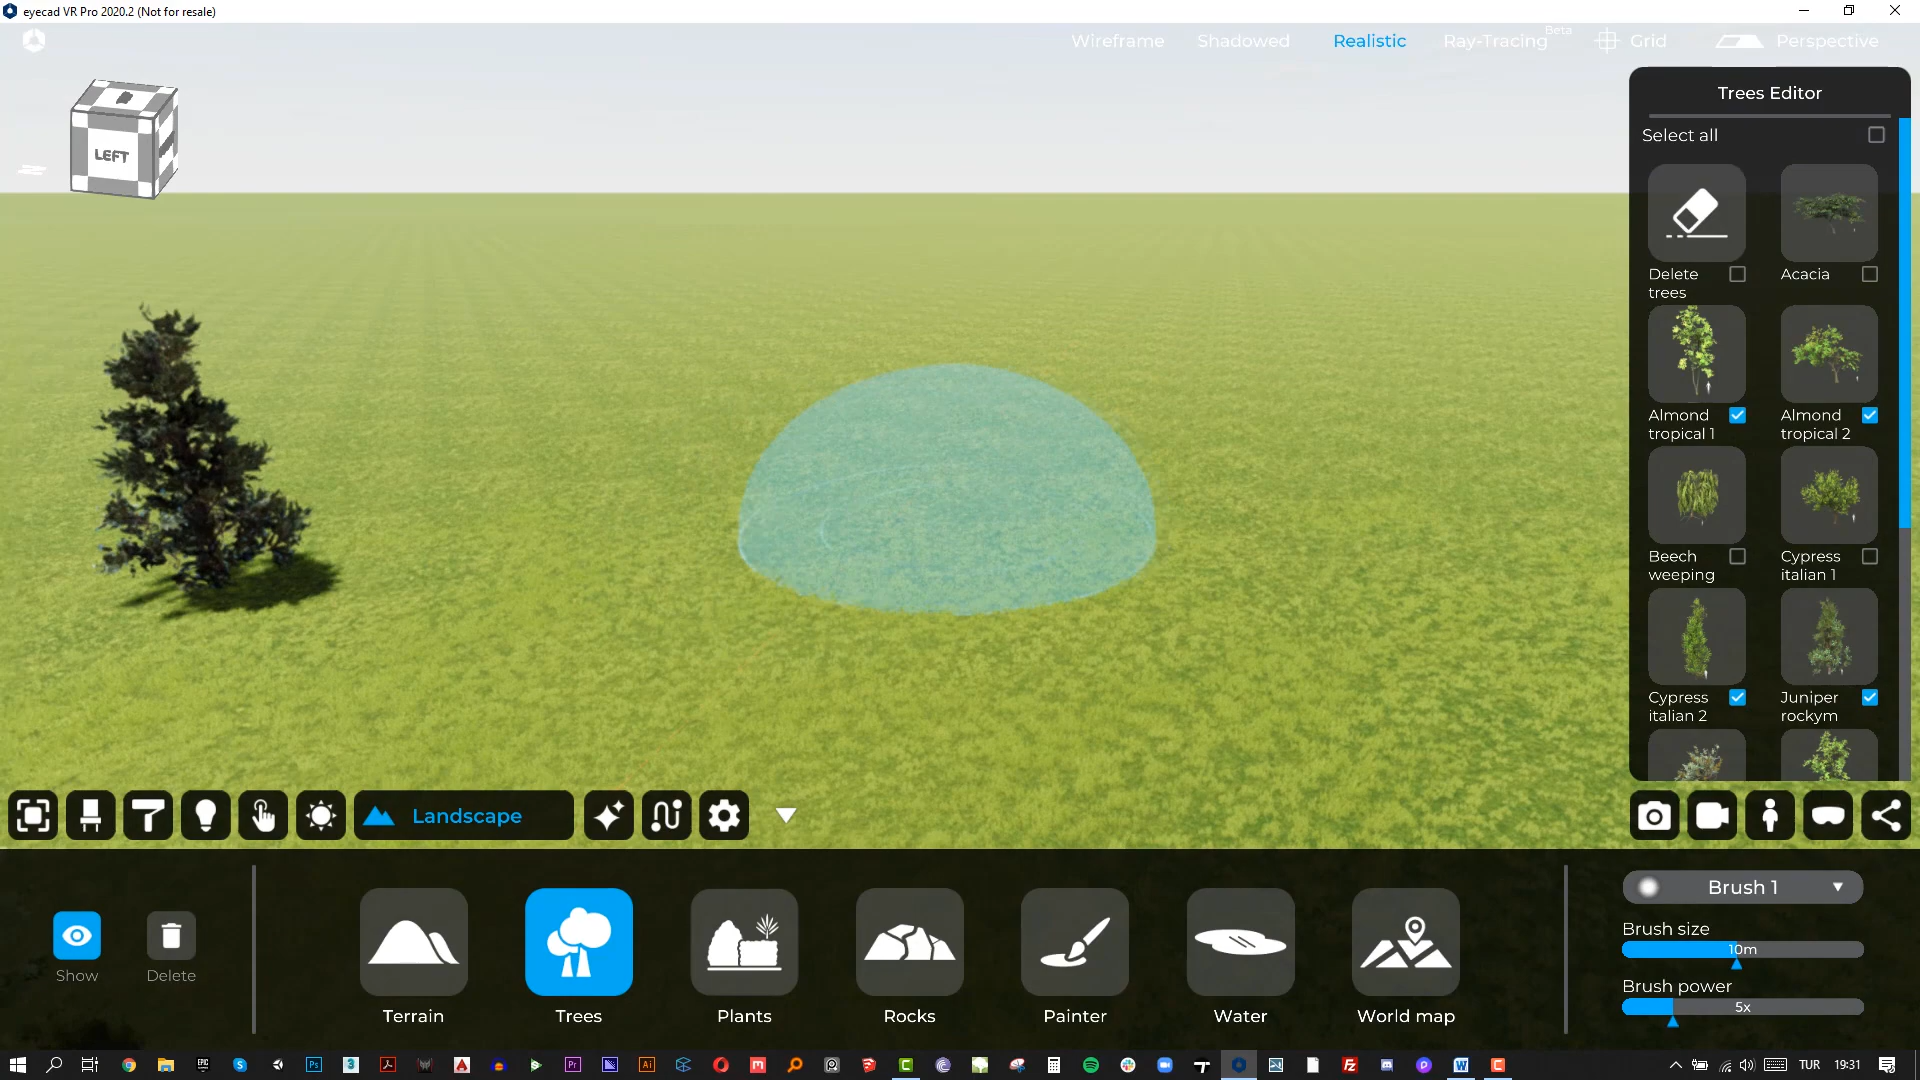 eyecad VR Pro 2020.2 (Not for resale)
Wireframe Shadowed Realistic Ray-Tracing Beta Grid Perspective
LEFT
Trees Editor
Select all
Delete trees
Acacia
Almond tropical 1
Almond tropical 2
Beech weeping
Cypress italian 1
Cypress italian 2
Juniper rockym
Landscape
Show
Delete
Terrain
Trees
Plants
Rocks
Painter
Water
World map
Brush 1
Brush size
10m
Brush power
5x
TUR 19:31